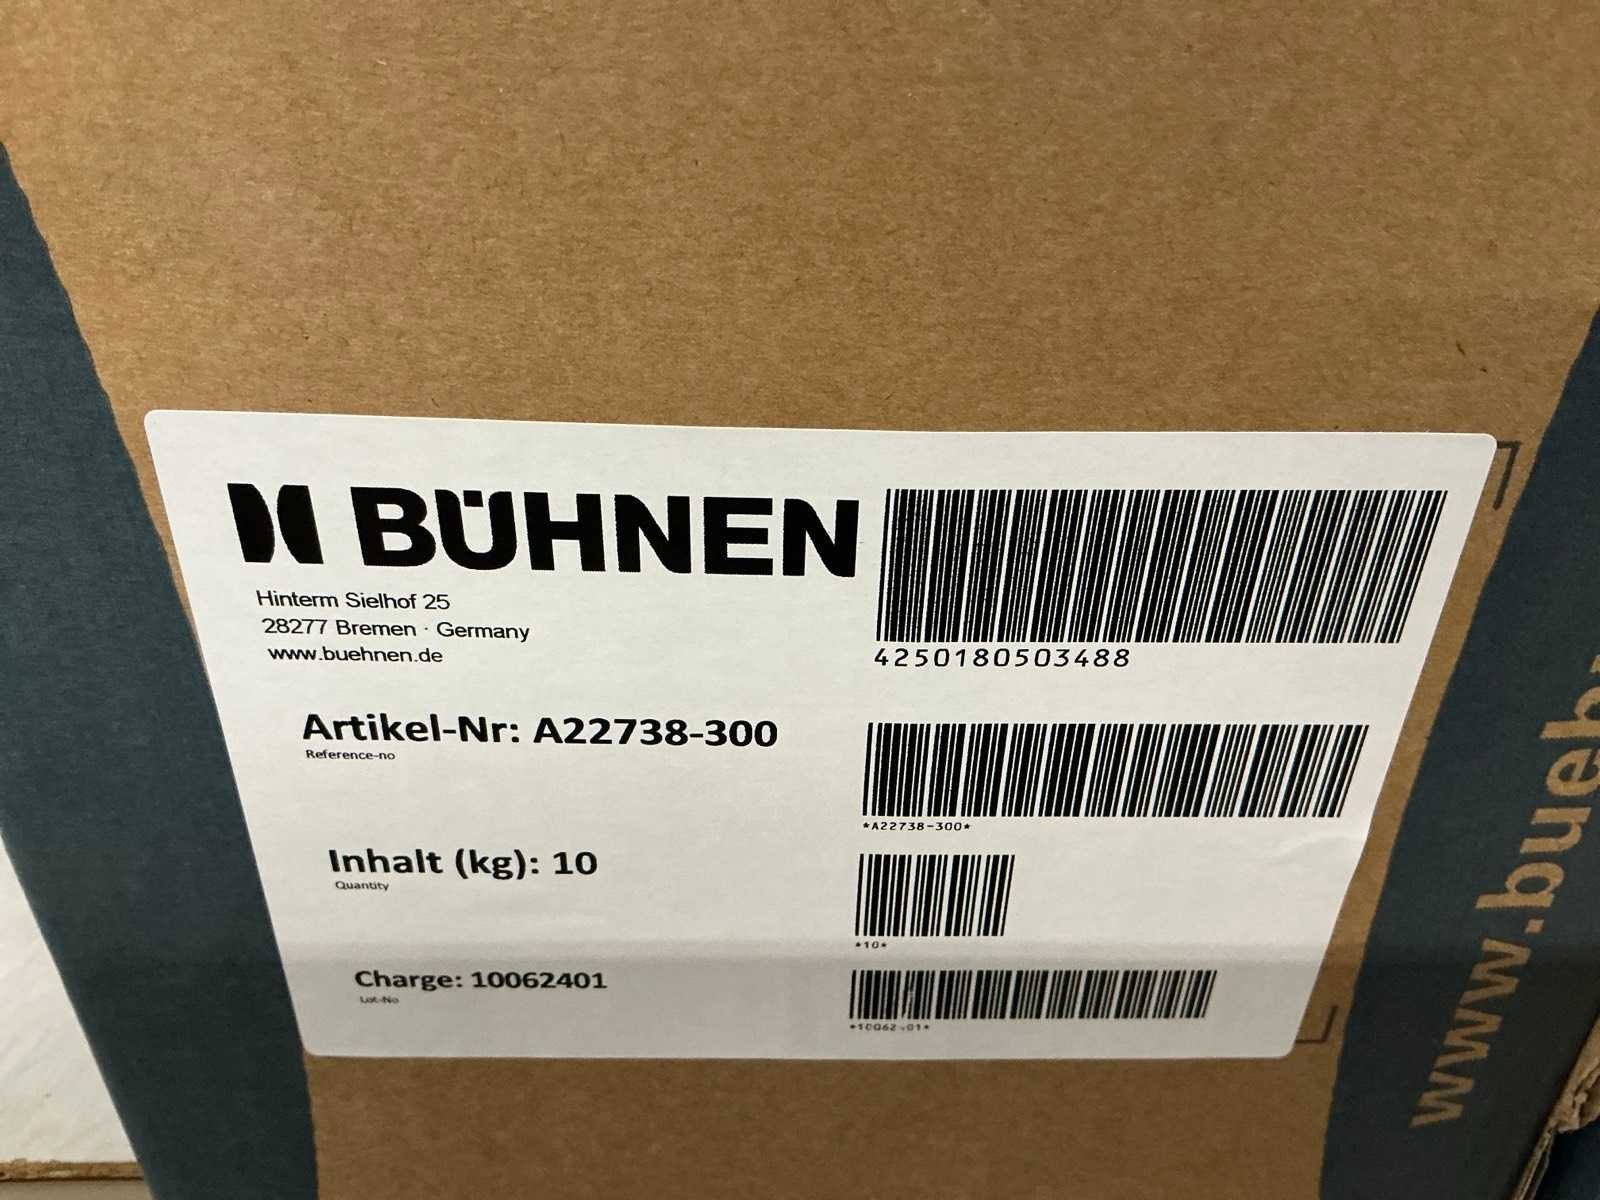 BÜHNEN
Hinterm Sielhof 25
28277 Bremen · Germany
www.buehnen.de
4250180503488
Artikel-Nr: A22738-300
Reference-no
*A22738-300*
Inhalt (kg): 10
Quantity
*10*
Charge: 10062401
Lot-No
www.bueh